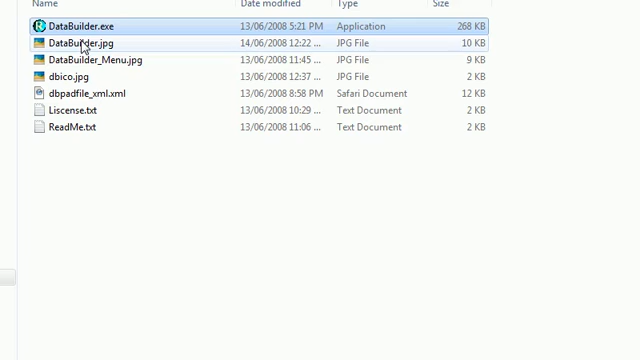 Name Date modified Type Size
DataBuilder.exe 13/06/2008 5:21 PM Application 268 KB
DataBuilder.jpg 14/06/2008 12:22 ... JPG File 10 KB
DataBuilder_Menu.jpg 13/06/2008 11:45 ... JPG File 9 KB
dbico.jpg 13/06/2008 12:37 ... JPG File 2 KB
dbpadfile_xml.xml 13/06/2008 8:58 PM Safari Document 12 KB
Liscense.txt 13/06/2008 10:29 ... Text Document 2 KB
ReadMe.txt 13/06/2008 11:06 ... Text Document 2 KB